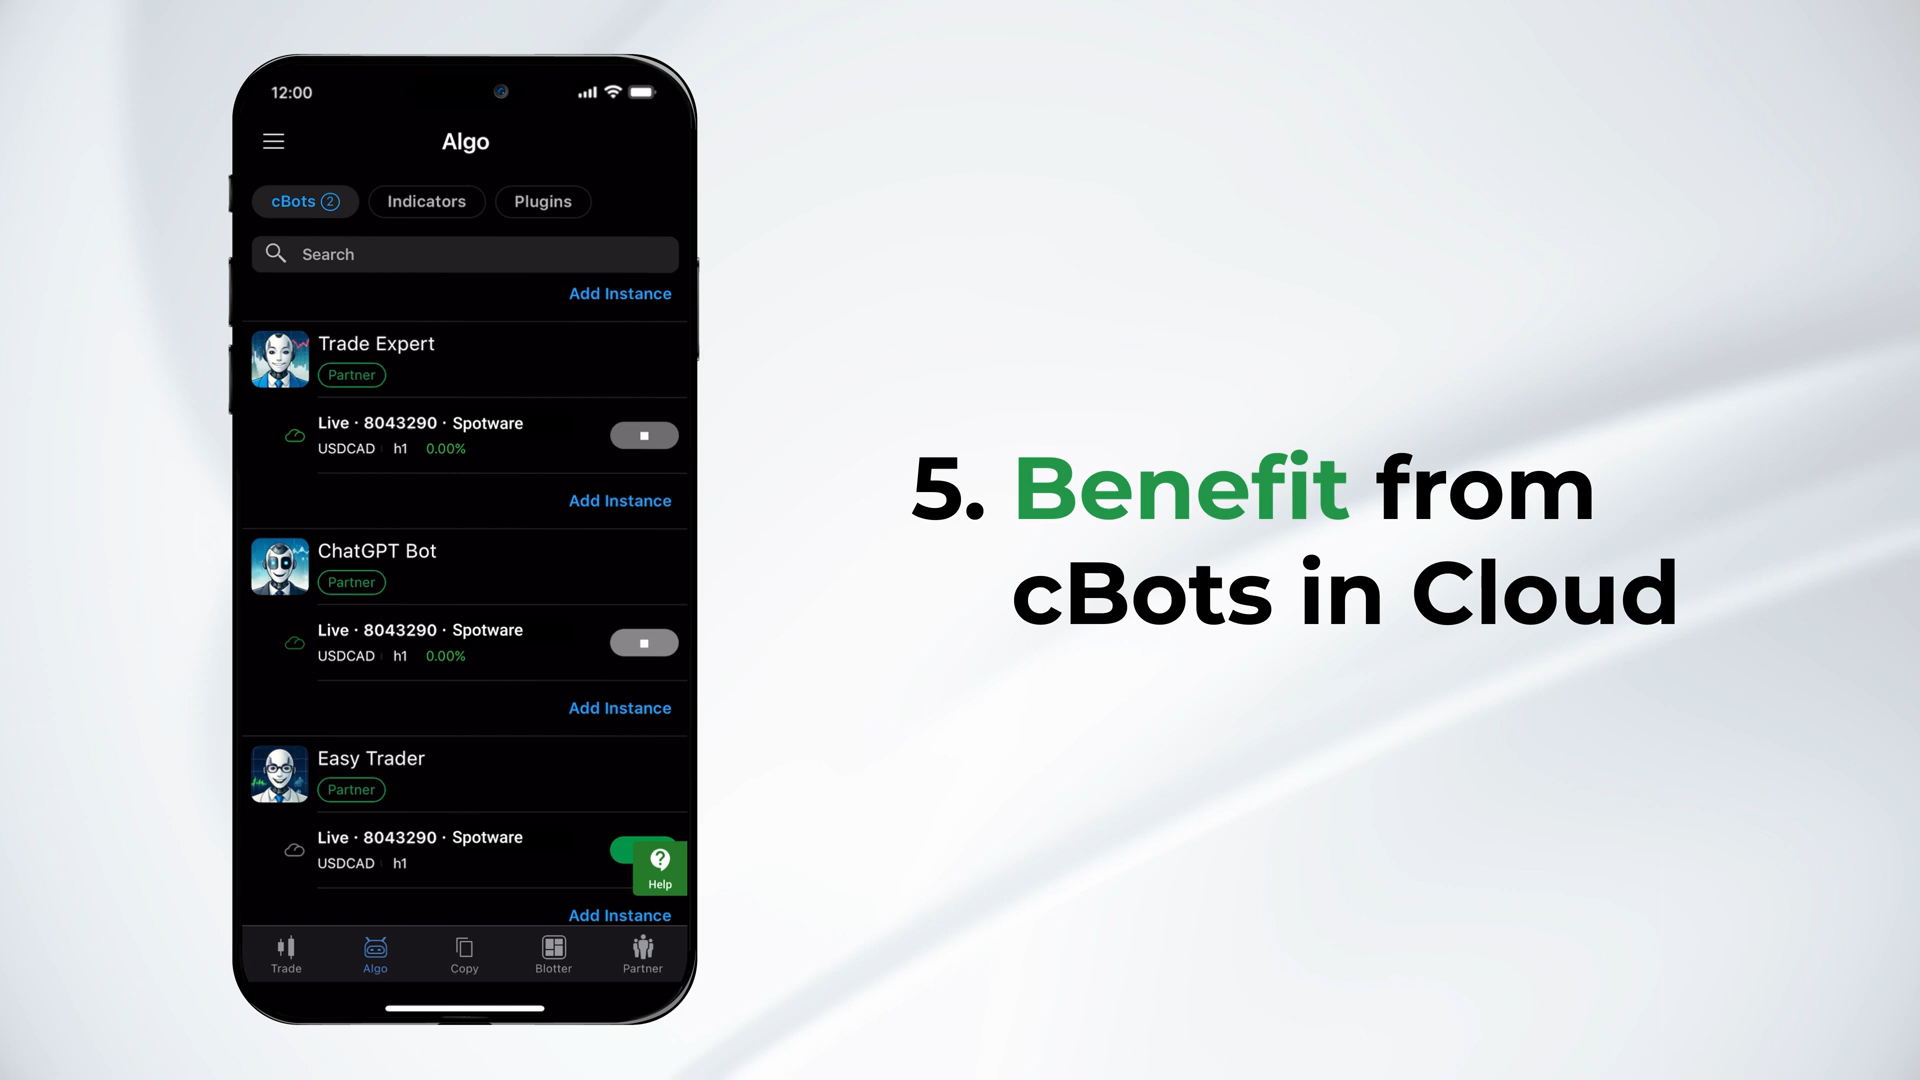 12:00
Algo
cBots 2
Indicators
Plugins
Search
Add Instance
Trade Expert
Partner
Live · 8043290 · Spotware
USDCAD h1 0.00%
Add Instance
ChatGPT Bot
Partner
Live · 8043290 · Spotware
USDCAD h1 0.00%
Add Instance
Easy Trader
Partner
Live · 8043290 · Spotware
USDCAD h1
Help
Add Instance
Trade
Algo
Copy
Blotter
Partner
5. Benefit from
cBots in Cloud